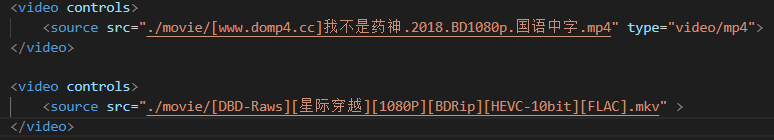 <video controls>
<source src="./movie/[www.domp4.cc]我不是药神.2018.BD1080p.国语中字.mp4" type="video/mp4">
</video>
<video controls>
<source src="./movie/[DBD-Raws][星际穿越][1080P][BDRip][HEVC-10bit][FLAC].mkv" >
</video>